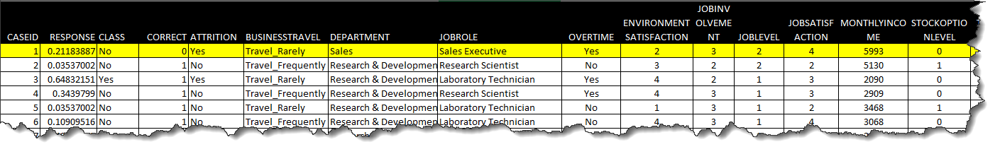 JOBINV
ENVIRONMENT OLVEME JOBSATISF MONTHLYINCO STOCKOPTIO
CASEID RESPONSE CLASS CORRECT ATTRITION BUSINESSTRAVEL DEPARTMENT JOBROLE OVERTIME SATISFACTION NT JOBLEVEL ACTION ME NLEVEL
1 0.21183887 No 0 Yes Travel_Rarely Sales Sales Executive Yes 2 3 2 4 5993 0
2 0.03537002 No 1 No Travel_Frequently Research & Developmen Research Scientist No 3 2 2 2 5130 1
3 0.64832151 Yes 1 Yes Travel_Rarely Research & Developmen Laboratory Technician Yes 4 2 1 3 2090 0
4 0.3439799 No 1 No Travel_Frequently Research & Developmen Research Scientist Yes 4 3 1 3 2909 0
5 0.03537002 No 1 No Travel_Rarely Research & Developmen Laboratory Technician No 1 3 1 2 3468 1
6 0.10909516 No 1 No Travel_Frequently Research & Developmen Laboratory Technician No 4 3 1 4 3068 0